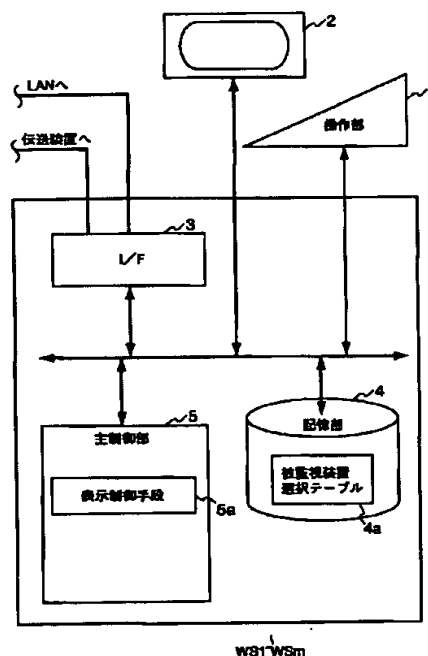 2
LANへ
伝送装置へ
操作部
3
I/F
5
主制御部
表示制御手段
5a
4
記憶部
被監視装置
選択テーブル
4a
WS1~WSm